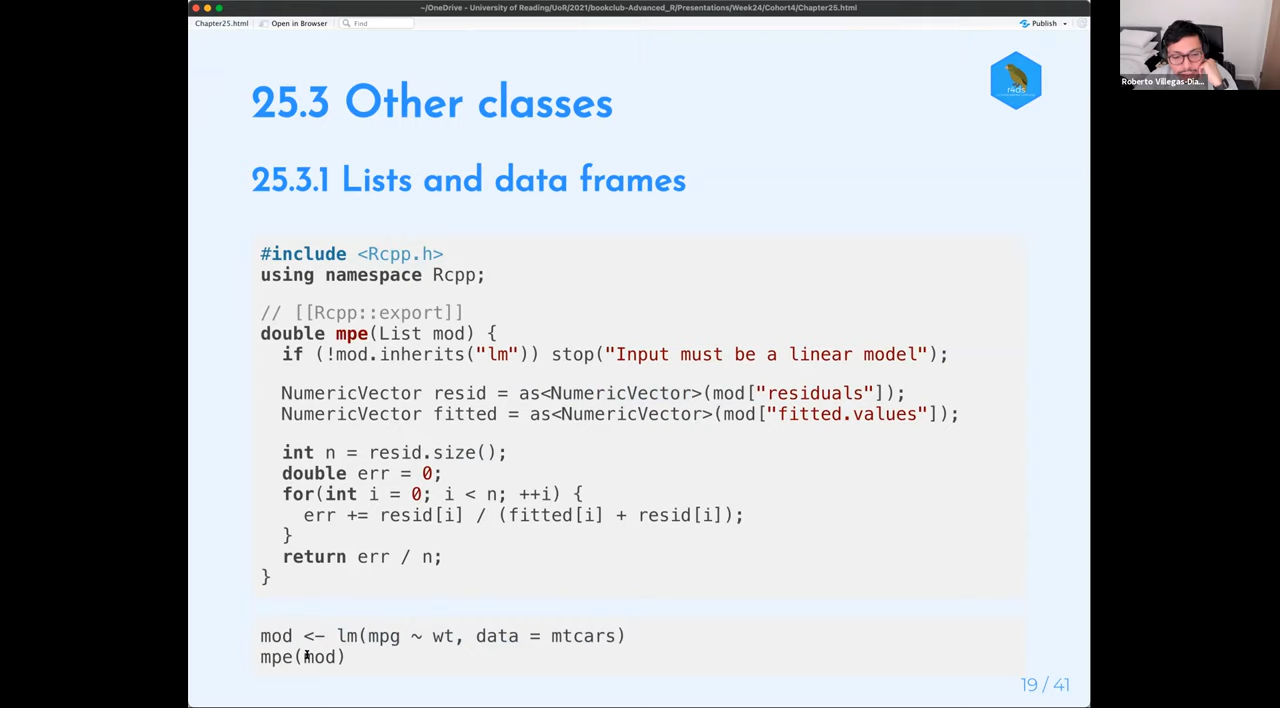 ~/OneDrive - University of Reading/UoR/2021/bookclub-Advanced_R/Presentations/Week24/Cohort4/Chapter25.html
Chapter25.html
Open in Browser
Find
Publish
25.3 Other classes
r4ds
Roberto Villegas-Dia...
25.3.1 Lists and data frames
#include <Rcpp.h>
using namespace Rcpp;
// [[Rcpp::export]]
double mpe(List mod) {
if (!mod.inherits("lm")) stop("Input must be a linear model");
NumericVector resid = as<NumericVector>(mod["residuals"]);
NumericVector fitted = as<NumericVector>(mod["fitted.values"]);
int n = resid.size();
double err = 0;
for(int i = 0; i < n; ++i) {
err += resid[i] / (fitted[i] + resid[i]);
}
return err / n;
}
mod <- lm(mpg ~ wt, data = mtcars)
mpe(mod)
19 / 41